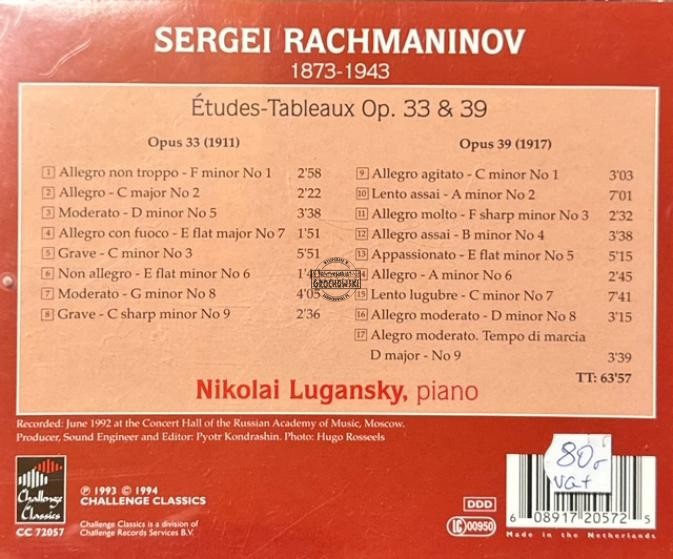 SERGEI RACHMANINOV
1873-1943
Études-Tableaux Op. 33 & 39
Opus 33 (1911)
1 Allegro non troppo - F minor No 1 2'58
2 Allegro - C major No 2 2'22
3 Moderato - D minor No 5 3'38
4 Allegro con fuoco - E flat major No 7 1'51
5 Grave - C minor No 3 5'51
6 Non allegro - E flat minor No 6
7 Moderato - G minor No 8 4'05
8 Grave - C sharp minor No 9 2'36
Opus 39 (1917)
9 Allegro agitato - C minor No 1 3'03
10 Lento assai - A minor No 2 7'01
11 Allegro molto - F sharp minor No 3 2'32
12 Allegro assai - B minor No 4 3'38
13 Appassionato - E flat minor No 5 5'15
14 Allegro - A minor No 6 2'45
15 Lento lugubre - C minor No 7 7'41
16 Allegro moderato - D minor No 8 3'15
17 Alegro moderato. Tempo di marcia
D major - No 9 3'39
TT: 63'57
GROCHOWSKI
Nikolai Lugansky, piano
Recorded: June 1992 at the Concert Hall of the Russian Academy of Music, Moscow.
Producer, Sound Engineer and Editor: Pyotr Kondrashin. Photo: Hugo Rosseels
Challenge
Classics
CC 72057
℗ 1993 © 1994
CHALLENGE CLASSICS
Challenge Classics is a division of
Challenge Records Services B.V.
DDD
LC 00950
80,-
vat
6 08917 20572 5
Made in the Netherlands